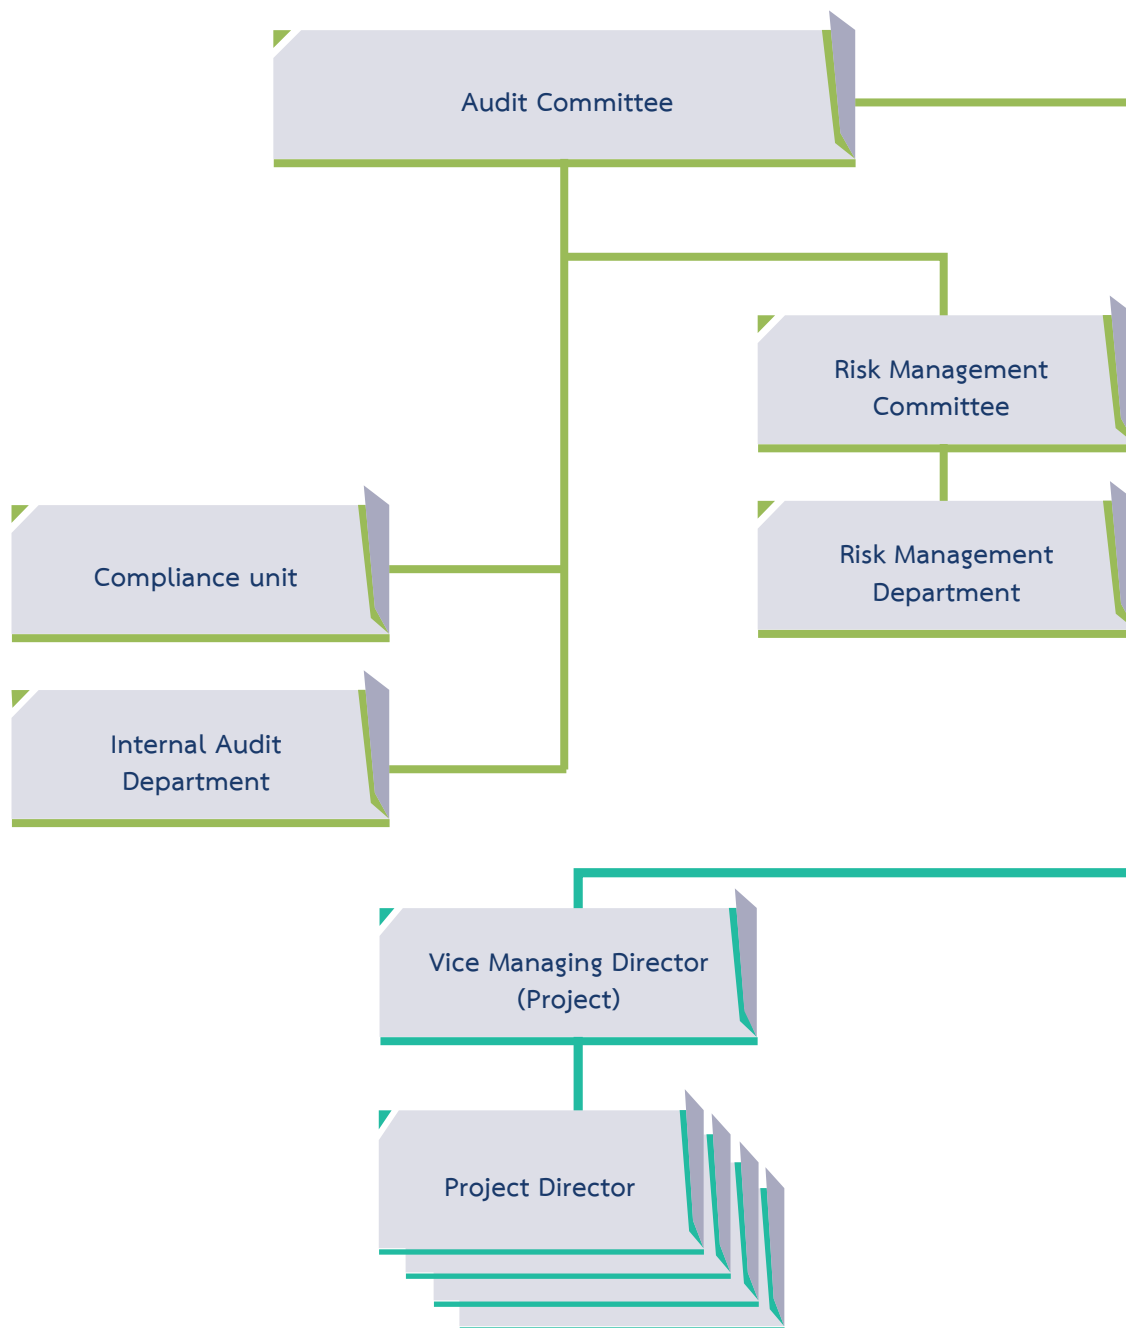 Audit Committee
Risk Management
Committee
Risk Management
Department
Compliance unit
Internal Audit
Department
Vice Managing Director
(Project)
Project Director